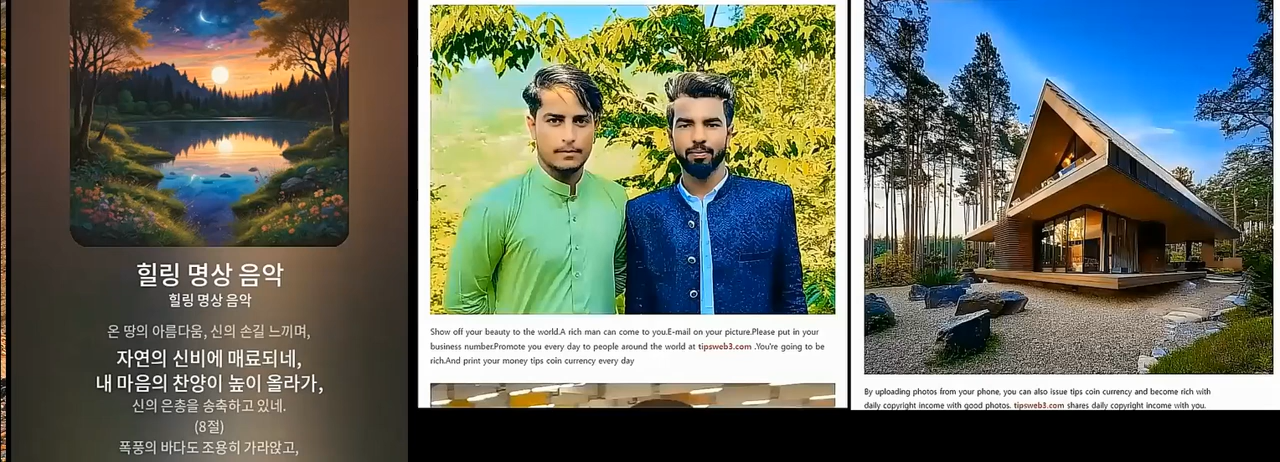 힐링 명상 음악
힐링 명상 음악
온 땅의 아름다움, 신의 손길 느끼며,
자연의 신비에 매료되네,
내 마음의 찬양이 높이 올라가,
신의 은총을 송축하고 있네.
(8절)
폭풍의 바다도 조용히 가라앉고,
Show off your beauty to the world.A rich man can come to you.E-mail on your picture.Please put in your
business number.Promote you every day to people around the world at tipsweb3.com .You're going to be
rich.And print your money tips coin currency every day
By uploading photos from your phone, you can also issue tips coin currency and become rich with
daily copyright income with good photos. tipsweb3.com shares daily copyright income with you.